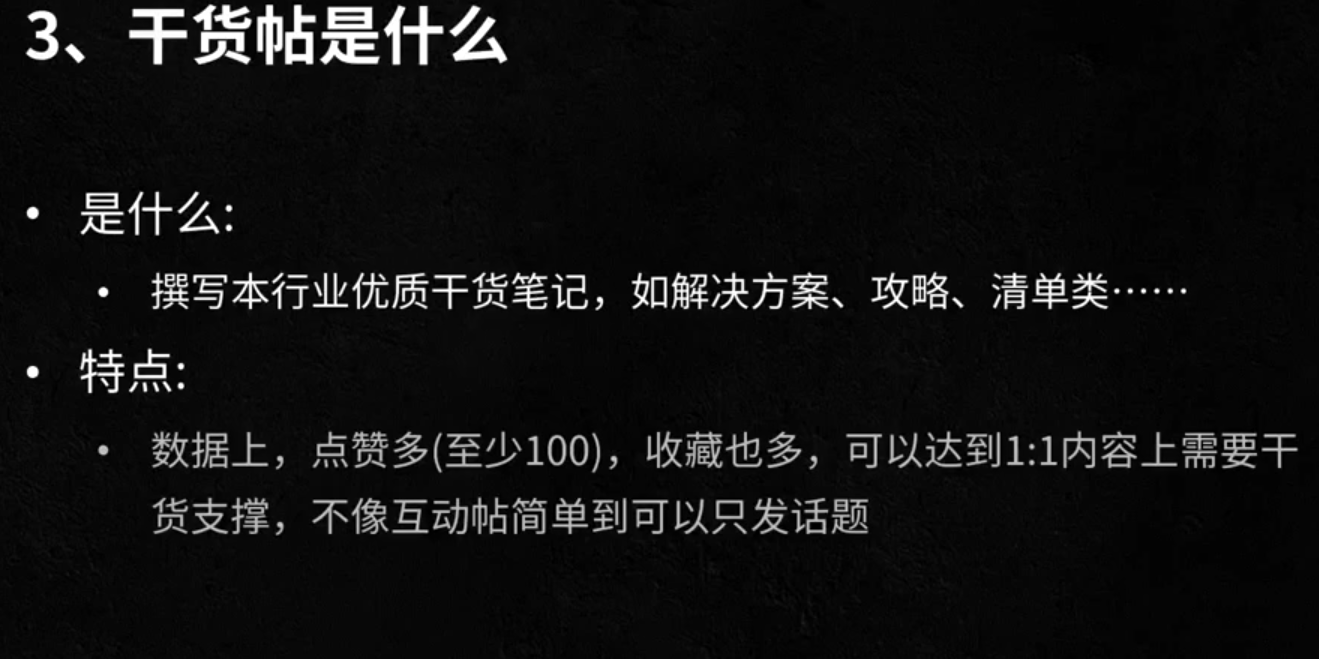 3、干货帖是什么
• 是什么:
• 撰写本行业优质干货笔记，如解决方案、攻略、清单类……
• 特点:
• 数据上，点赞多(至少100)，收藏也多，可以达到1:1内容上需要干
货支撑，不像互动帖简单到可以只发话题